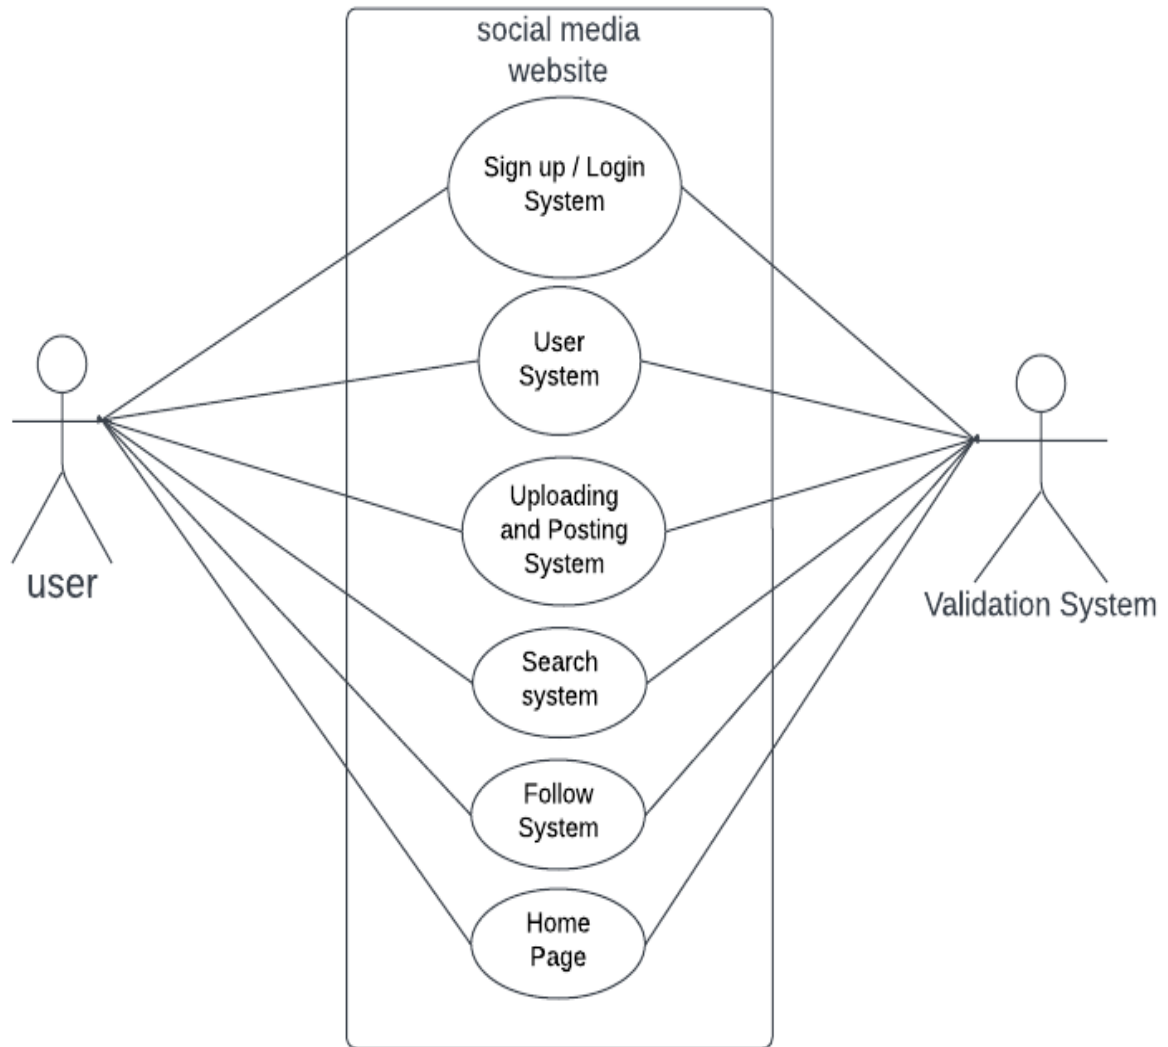 social media
website
Sign up / Login
System
User
System
Uploading
and Posting
System
Search
system
Follow
System
Home
Page
user
Validation System